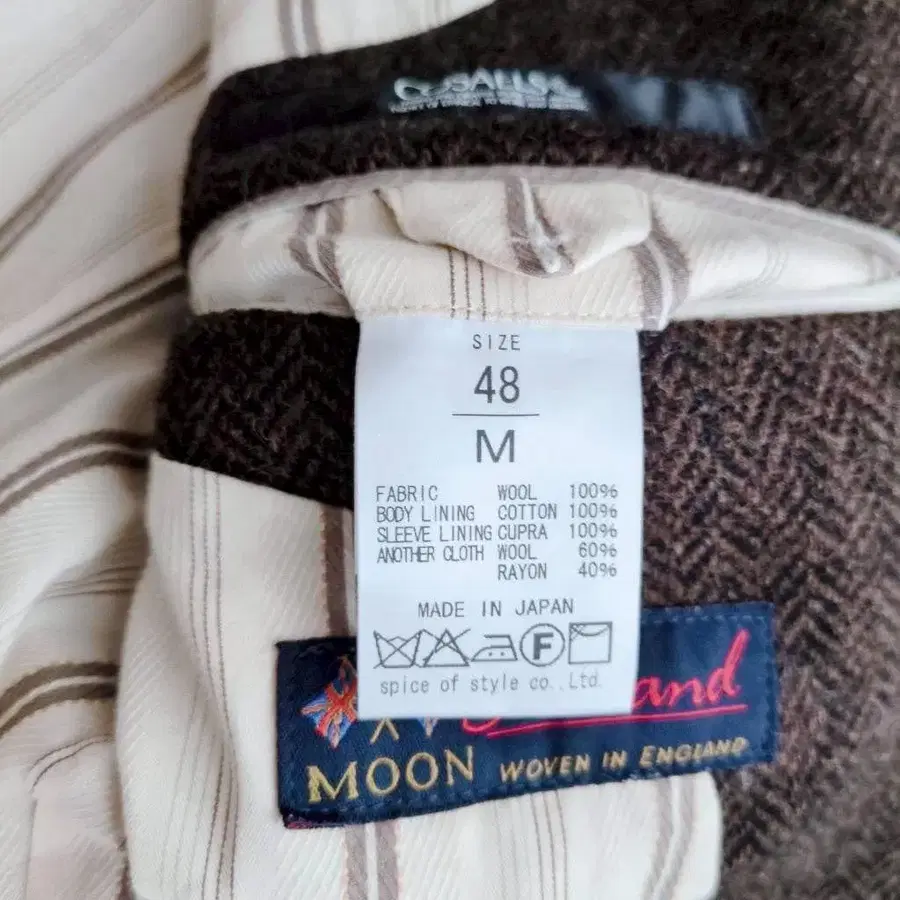 SIZE
48
M
FABRIC WOOL 100%
BODY LINING COTTON 100%
SLEEVE LINING CUPRA 100%
ANOTHER CLOTH WOOL 60%
RAYON 40%
MADE IN JAPAN
F
spice of style co., Ltd.
MOON WOVEN IN ENGLAND